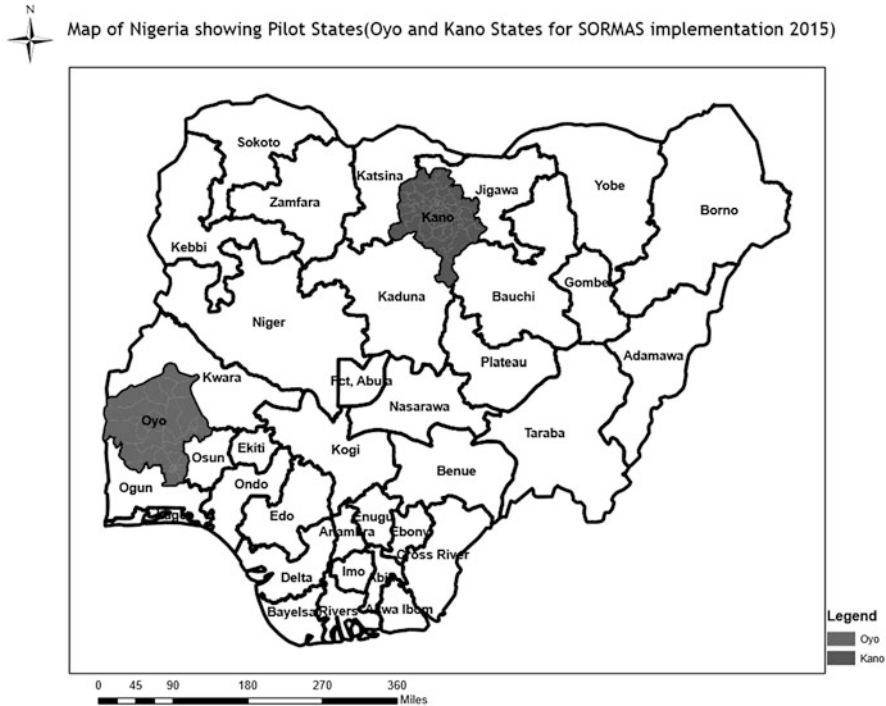 N
Map of Nigeria showing Pilot States(Oyo and Kano States for SORMAS implementation 2015)
Sokoto
Katsina
Zamfara
Kano
Jigawa
Yobe
Borno
Kebbi
Kaduna
Bauchi
Gombe
Niger
Plateau
Adamawa
Kwara
Fct, Abuja
Nasarawa
Oyo
Taraba
Osun
Ekiti
Kogi
Benue
Ogun
Ondo
Edo
Enugu
Anambra
Ebony
Cross River
Delta
Imo
Bayelsa
Rivers
Akwa Ibom
Legend
Oyo
Kano
0 45 90 180 270 360
Miles